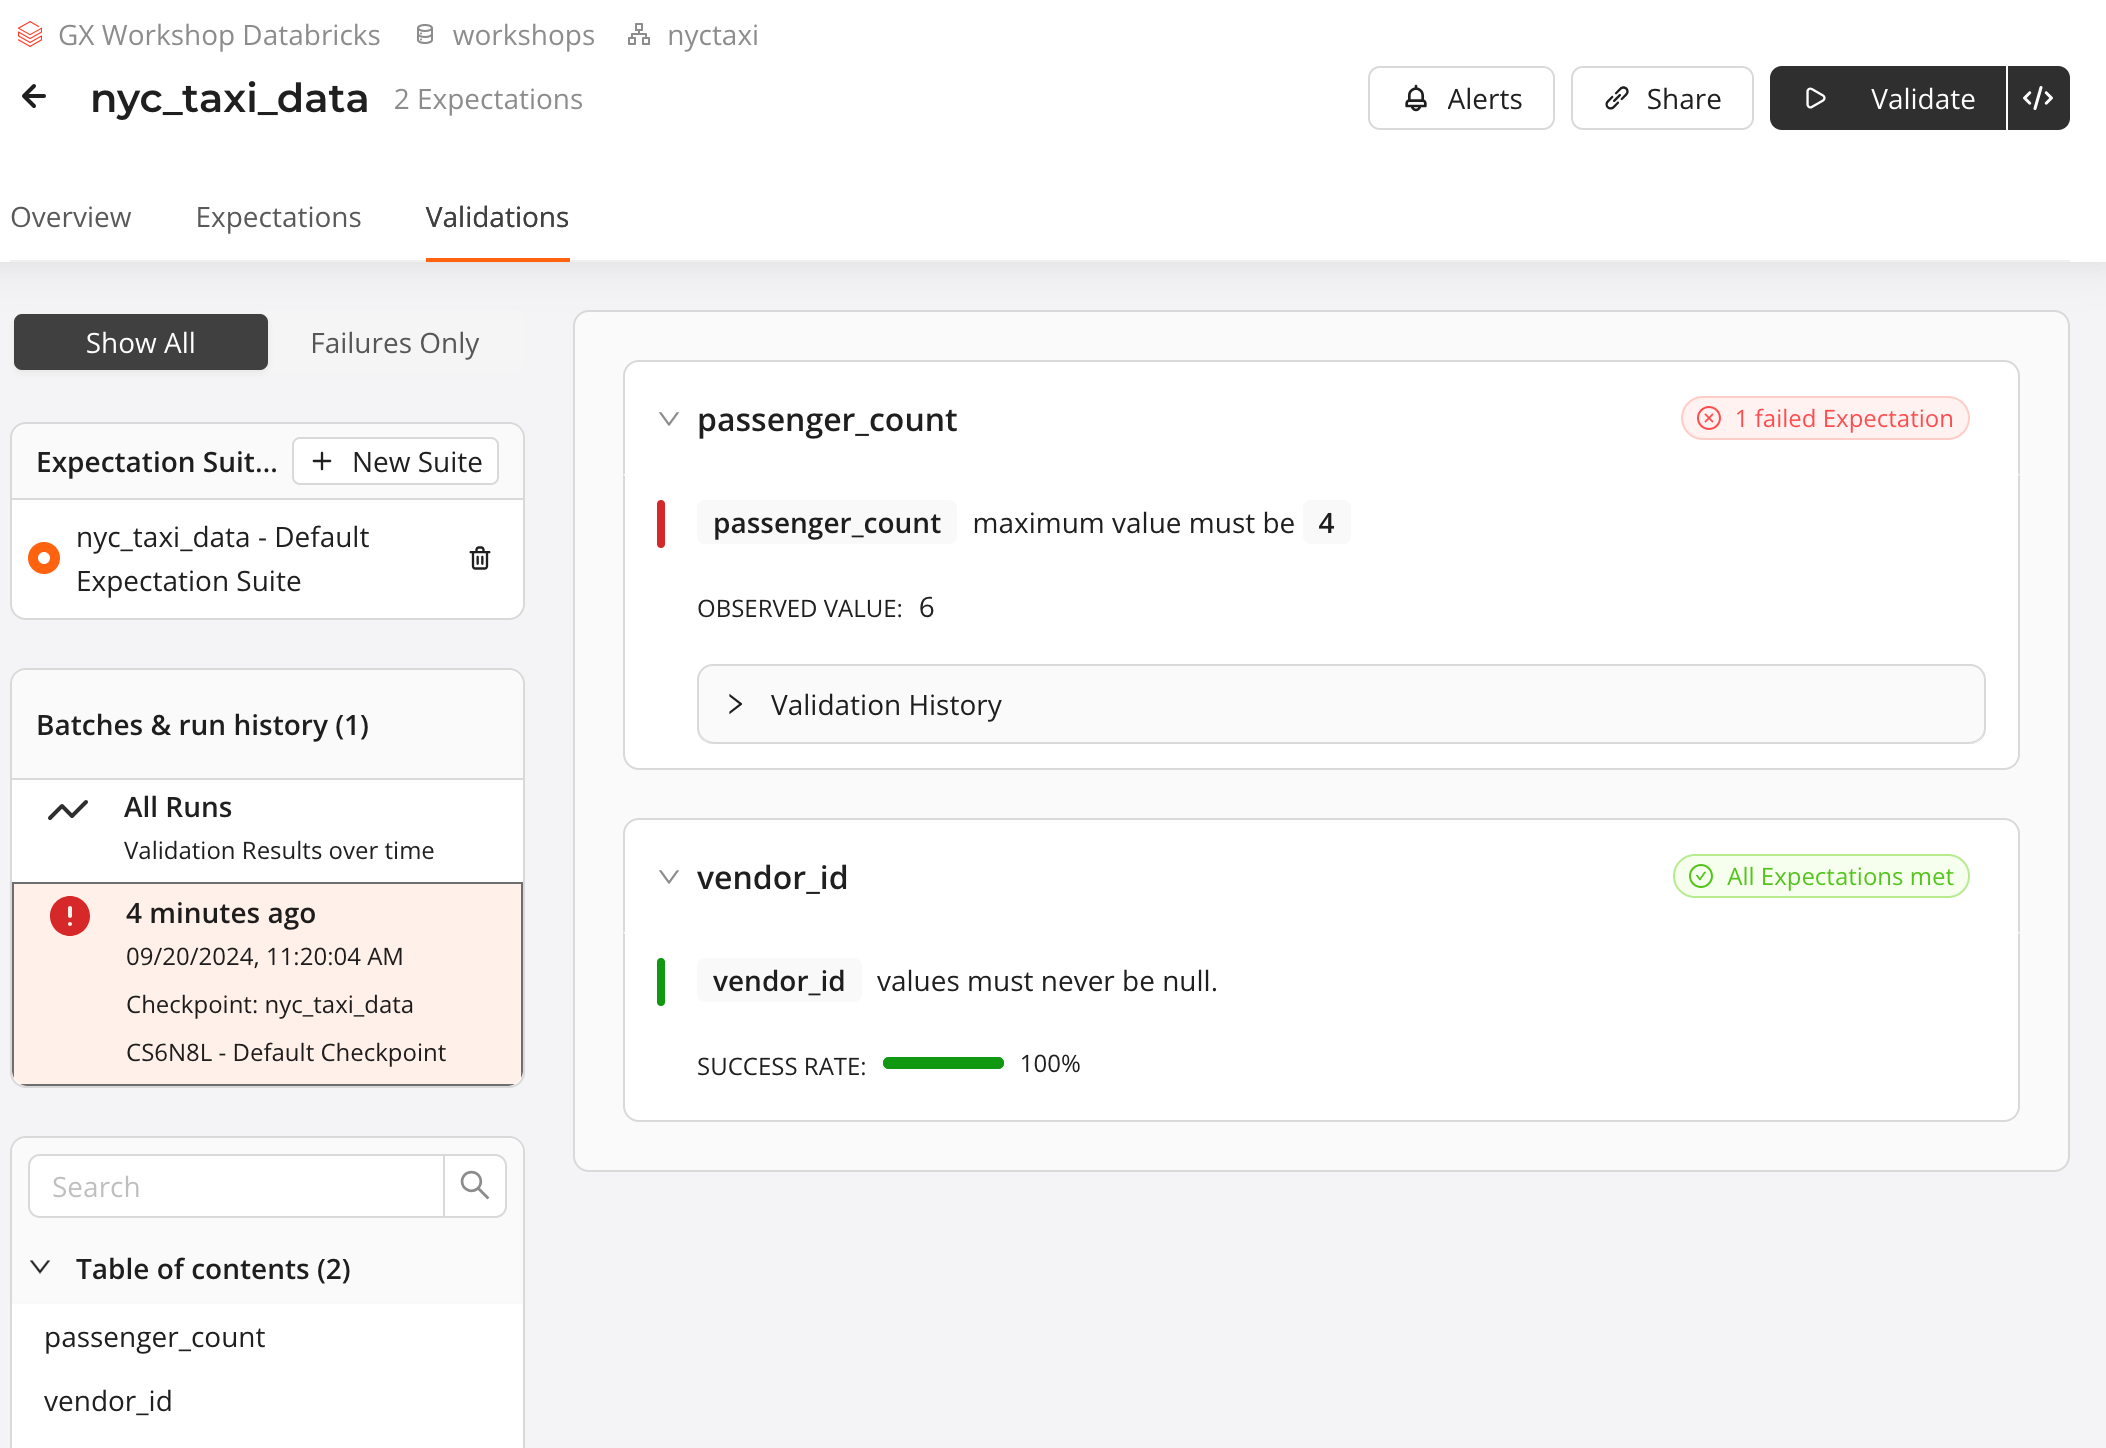 GX Workshop Databricks workshops nyctaxi
nyc_taxi_data 2 Expectations
Alerts Share Validate </>
Overview Expectations Validations
Show All Failures Only
Expectation Suit... + New Suite
nyc_taxi_data - Default
Expectation Suite
Batches & run history (1)
All Runs
Validation Results over time
4 minutes ago
09/20/2024, 11:20:04 AM
Checkpoint: nyc_taxi_data
CS6N8L - Default Checkpoint
Search
Table of contents (2)
passenger_count
vendor_id
passenger_count 1 failed Expectation
passenger_count maximum value must be 4
OBSERVED VALUE: 6
Validation History
vendor_id All Expectations met
vendor_id values must never be null.
SUCCESS RATE: 100%